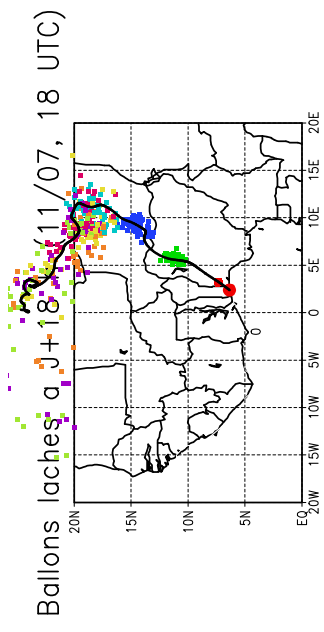 Ballons laches a J+18 (11/07, 18 UTC)
20N
15N
10N
5N
EQ
20W 15W 10W 5W 0 5E 10E 15E 20E
0